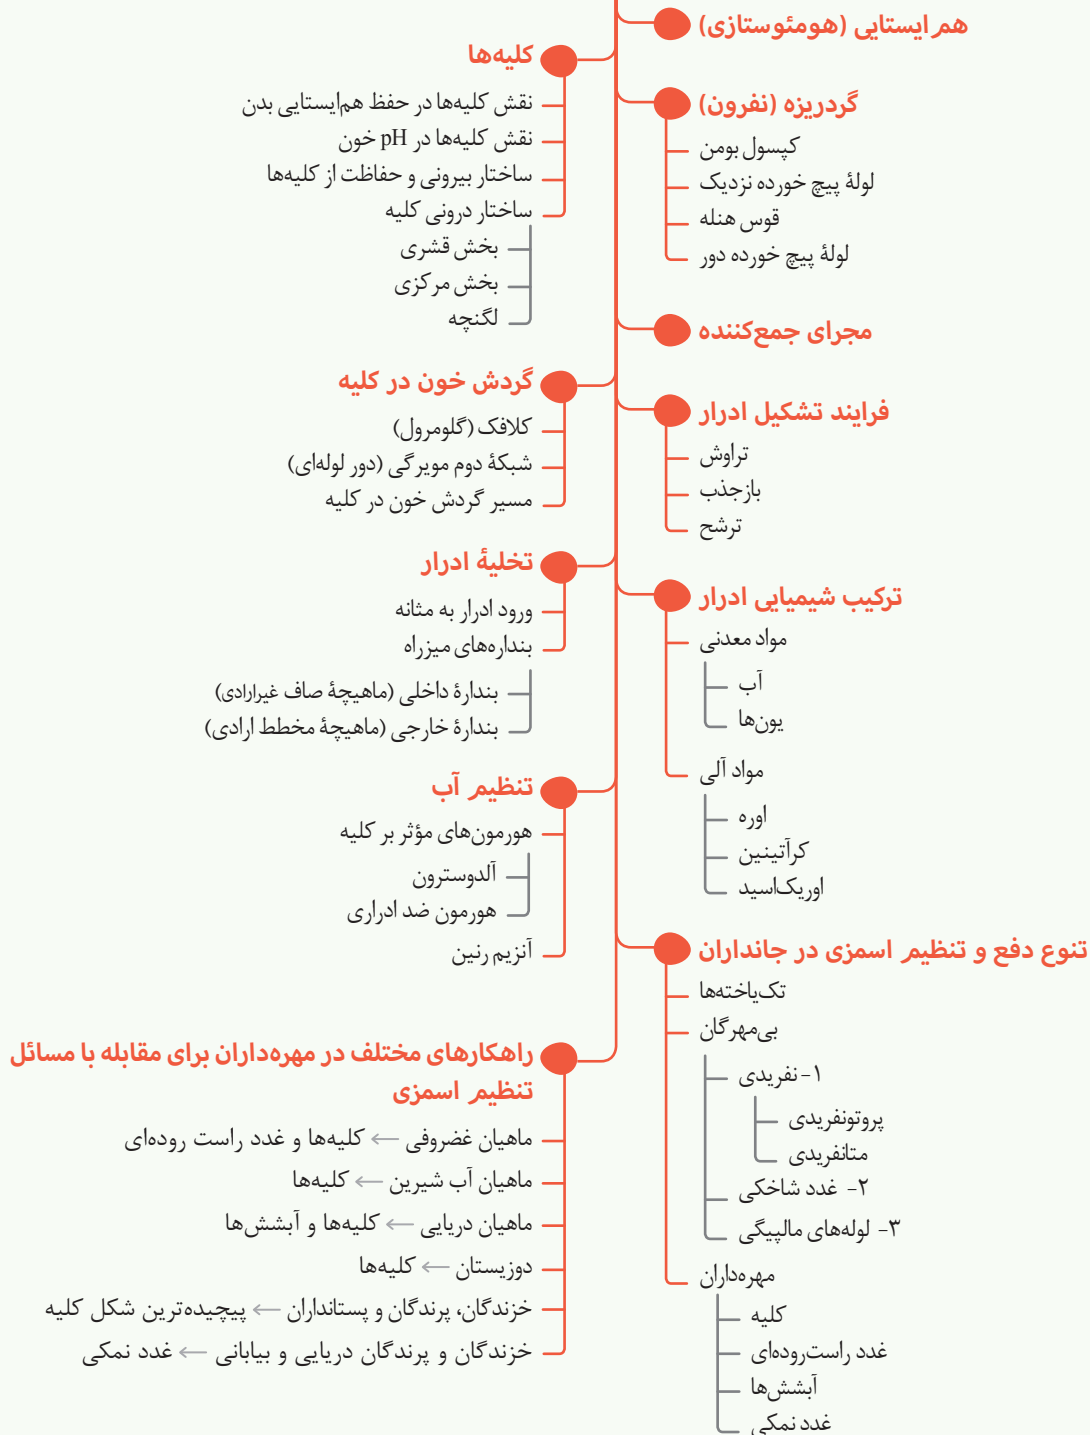 هم ایستایی (هومئوستازی)
گردریزه (نفرون)
کپسول بومن
لولهٔ پیچ خورده نزدیک
قوس هنله
لولهٔ پیچ خورده دور
مجرای جمع‌کننده
فرایند تشکیل ادرار
تراوش
بازجذب
ترشح
ترکیب شیمیایی ادرار
مواد معدنی
آب
یون‌ها
مواد آلی
اوره
کرآتینین
اوریک‌اسید
تنوع دفع و تنظیم اسمزی در جانداران
تک‌یاخته‌ها
بی‌مهرگان
۱- نفریدی
پروتونفریدی
متانفریدی
۲- غدد شاخکی
۳- لوله‌های مالپیگی
مهره‌داران
کلیه
غدد راست‌روده‌ای
آبشش‌ها
غدد نمکی
کلیه‌ها
نقش کلیه‌ها در حفظ هم‌ایستایی بدن
نقش کلیه‌ها در pH خون
ساختار بیرونی و حفاظت از کلیه‌ها
ساختار درونی کلیه
بخش قشری
بخش مرکزی
لگنچه
گردش خون در کلیه
کلافک (گلومرول)
شبکهٔ دوم مویرگی (دور لوله‌ای)
مسیر گردش خون در کلیه
تخلیهٔ ادرار
ورود ادرار به مثانه
بنداره‌های میزراه
بندارهٔ داخلی (ماهیچهٔ صاف غیرارادی)
بندارهٔ خارجی (ماهیچهٔ مخطط ارادی)
تنظیم آب
هورمون‌های مؤثر بر کلیه
آلدوسترون
هورمون ضد ادراری
آنزیم رنین
راهکارهای مختلف در مهره‌داران برای مقابله با مسائل
تنظیم اسمزی
ماهیان غضروفی ← کلیه‌ها و غدد راست روده‌ای
ماهیان آب شیرین ← کلیه‌ها
ماهیان دریایی ← کلیه‌ها و آبشش‌ها
دوزیستان ← کلیه‌ها
خزندگان، پرندگان و پستانداران ← پیچیده‌ترین شکل کلیه
خزندگان و پرندگان دریایی و بیابانی ← غدد نمکی